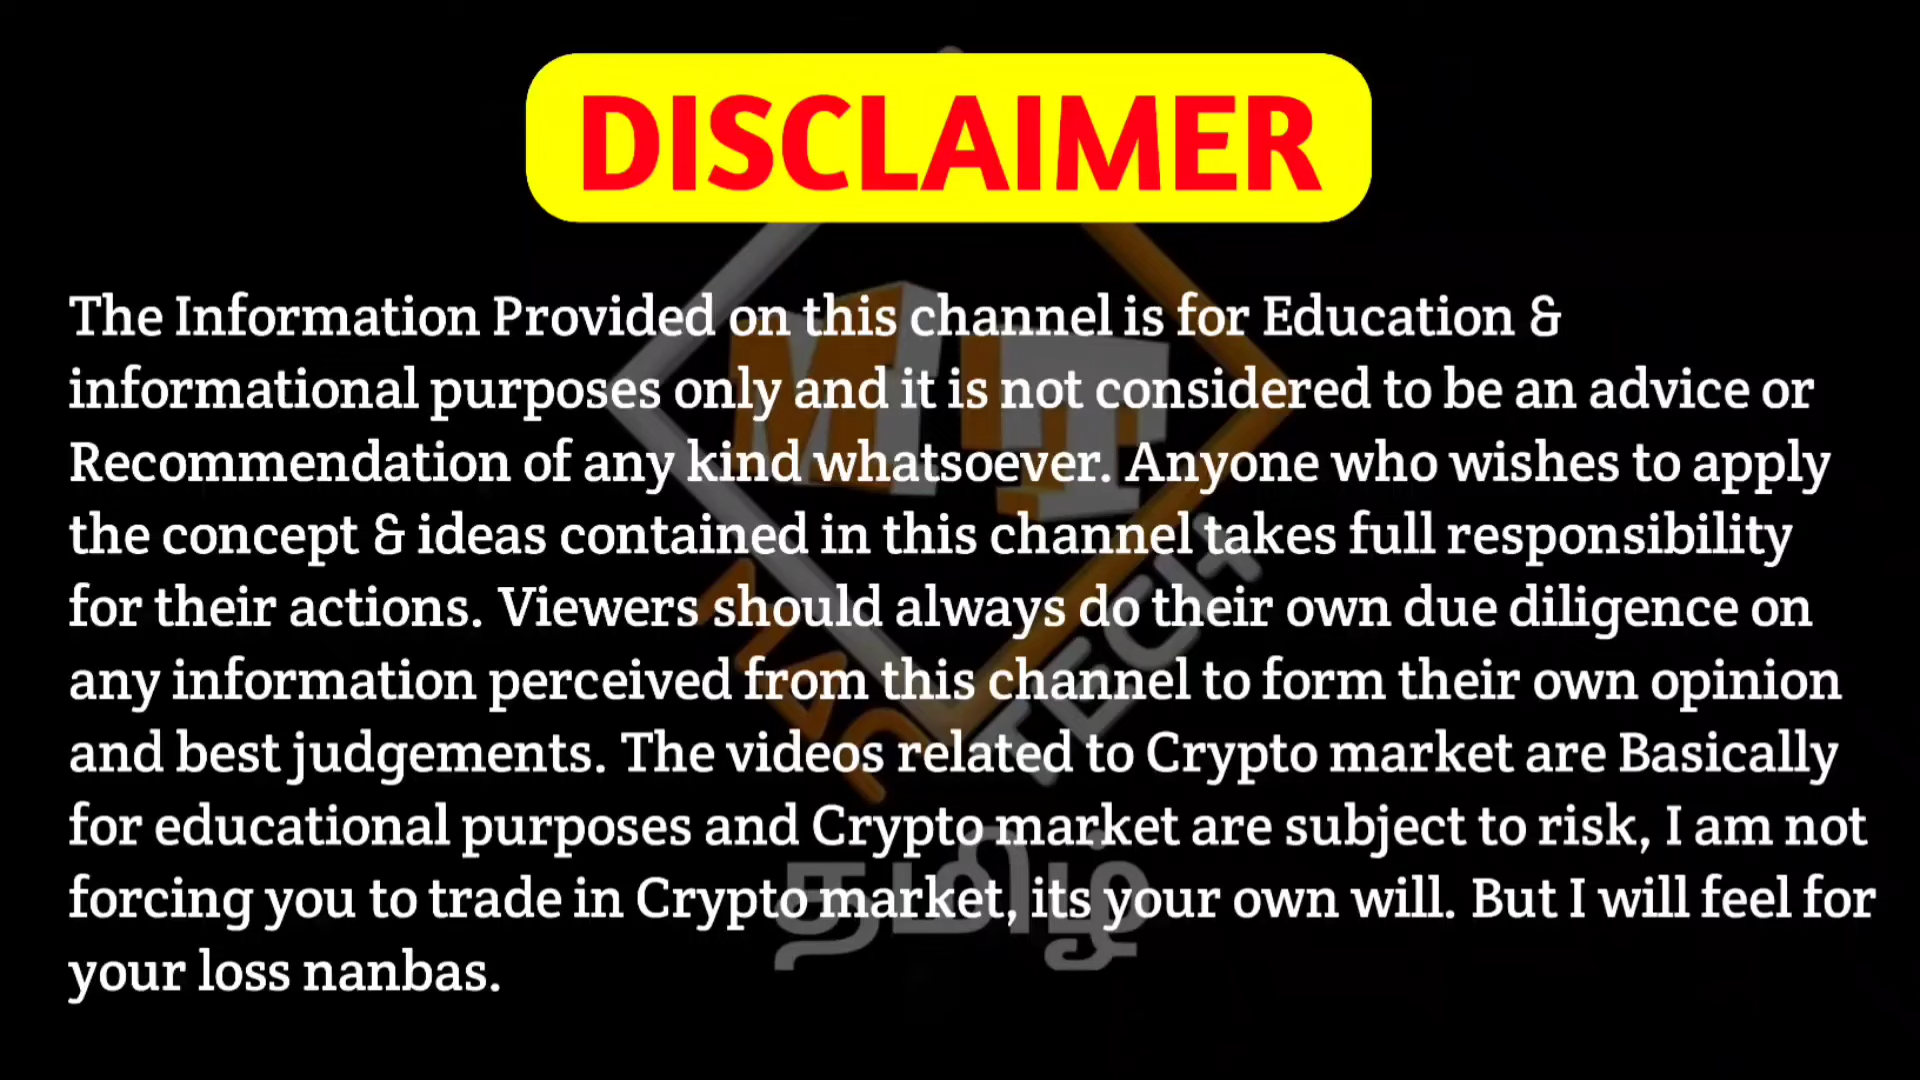 DISCLAIMER
The Information Provided on this channel is for Education &
informational purposes only and it is not considered to be an advice or
Recommendation of any kind whatsoever. Anyone who wishes to apply
the concept & ideas contained in this channel takes full responsibility
for their actions. Viewers should always do their own due diligence on
any information perceived from this channel to form their own opinion
and best judgements. The videos related to Crypto market are Basically
for educational purposes and Crypto market are subject to risk, I am not
forcing you to trade in Crypto market, its your own will. But I will feel for
your loss nanbas.
MT
TECH
தமிழ்